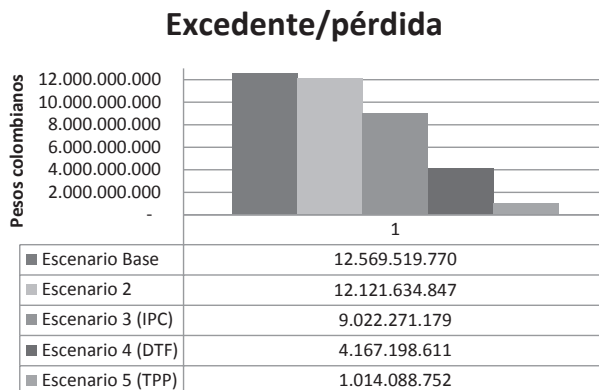 Excedente/pérdida
Pesos colombianos
12.000.000.000
10.000.000.000
8.000.000.000
6.000.000.000
4.000.000.000
2.000.000.000
-
1
Escenario Base 12.569.519.770
Escenario 2 12.121.634.847
Escenario 3 (IPC) 9.022.271.179
Escenario 4 (DTF) 4.167.198.611
Escenario 5 (TPP) 1.014.088.752